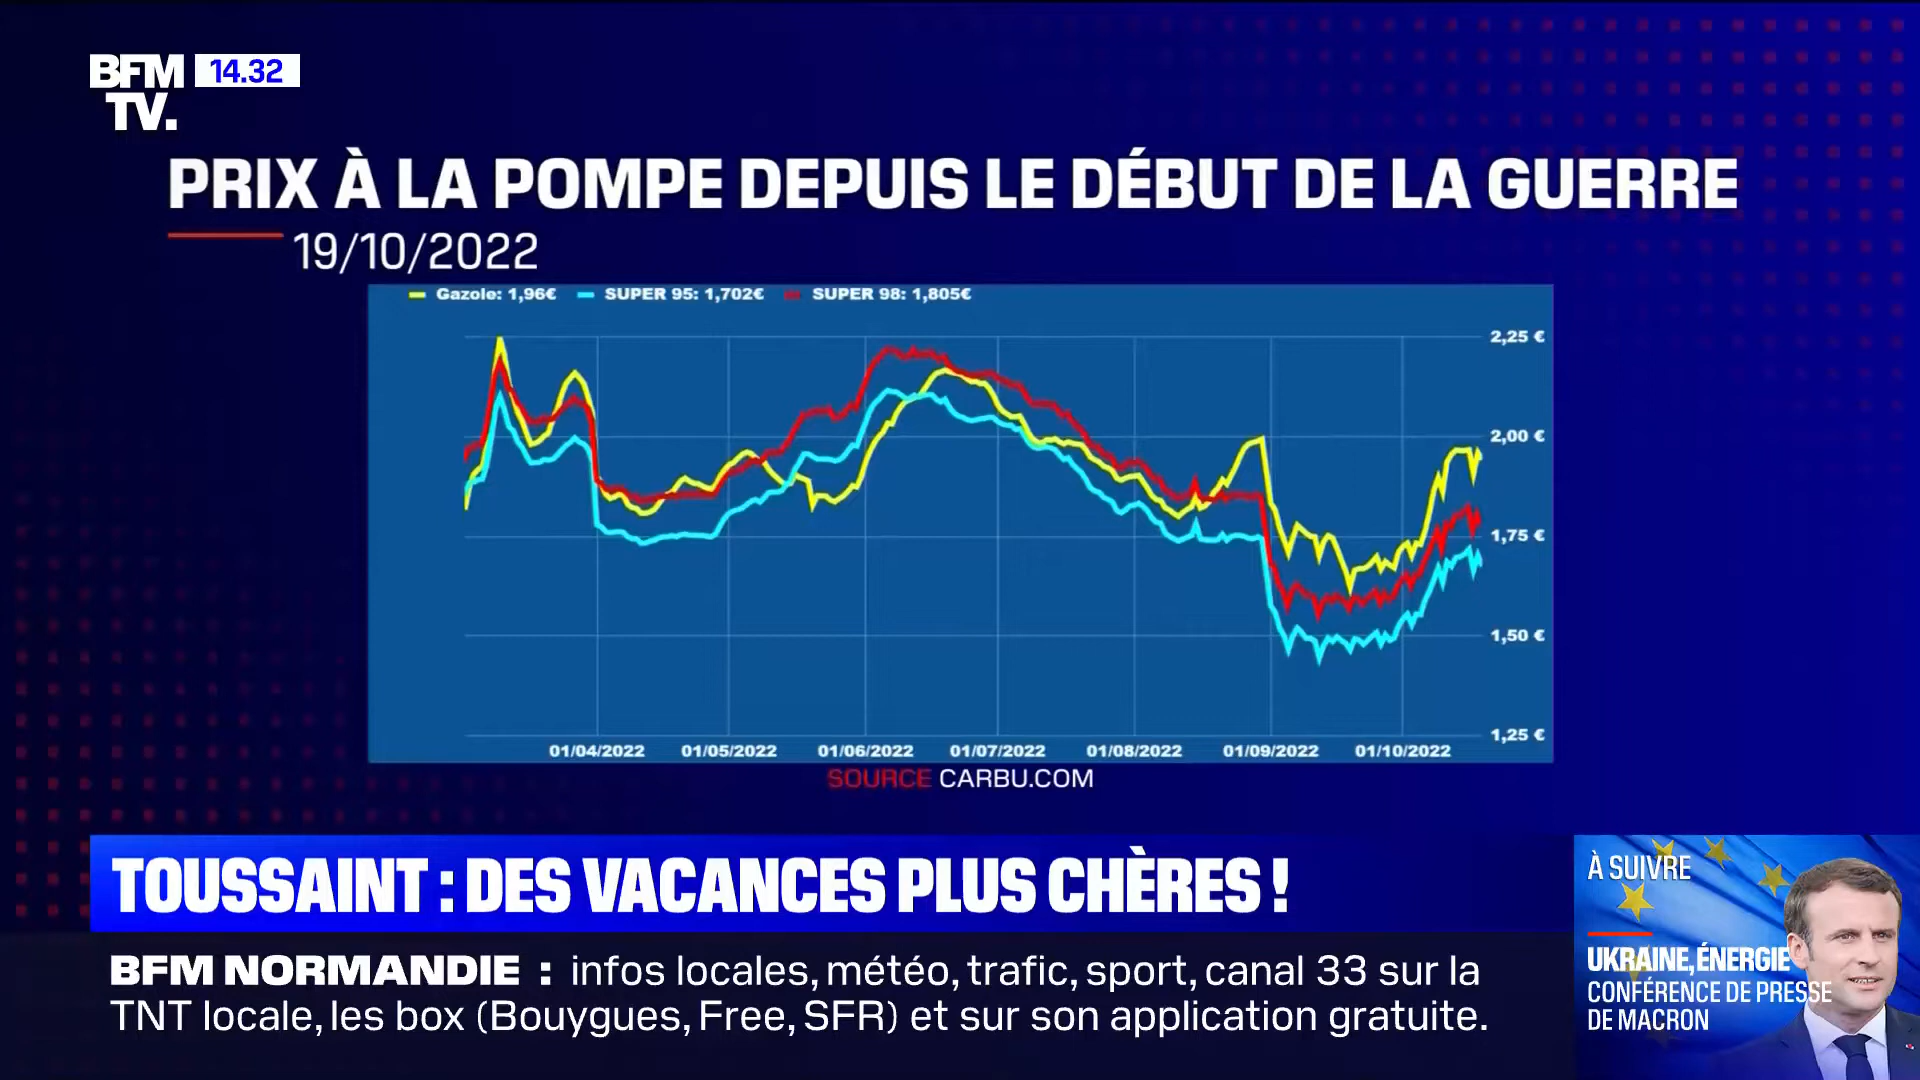 BFM 14.32
TV.
PRIX À LA POMPE DEPUIS LE DÉBUT DE LA GUERRE
19/10/2022
Gazole: 1,96€ SUPER 95: 1,702€ SUPER 98: 1,805€
2,25 €
2,00 €
1,75 €
1,50 €
1,25 €
01/04/2022 01/05/2022 01/06/2022 01/07/2022 01/08/2022 01/09/2022 01/10/2022
SOURCE CARBU.COM
TOUSSAINT : DES VACANCES PLUS CHÈRES !
À SUIVRE
UKRAINE, ÉNERGIE
CONFÉRENCE DE PRESSE
DE MACRON
BFM NORMANDIE : infos locales, météo, trafic, sport, canal 33 sur la
TNT locale, les box (Bouygues, Free, SFR) et sur son application gratuite.